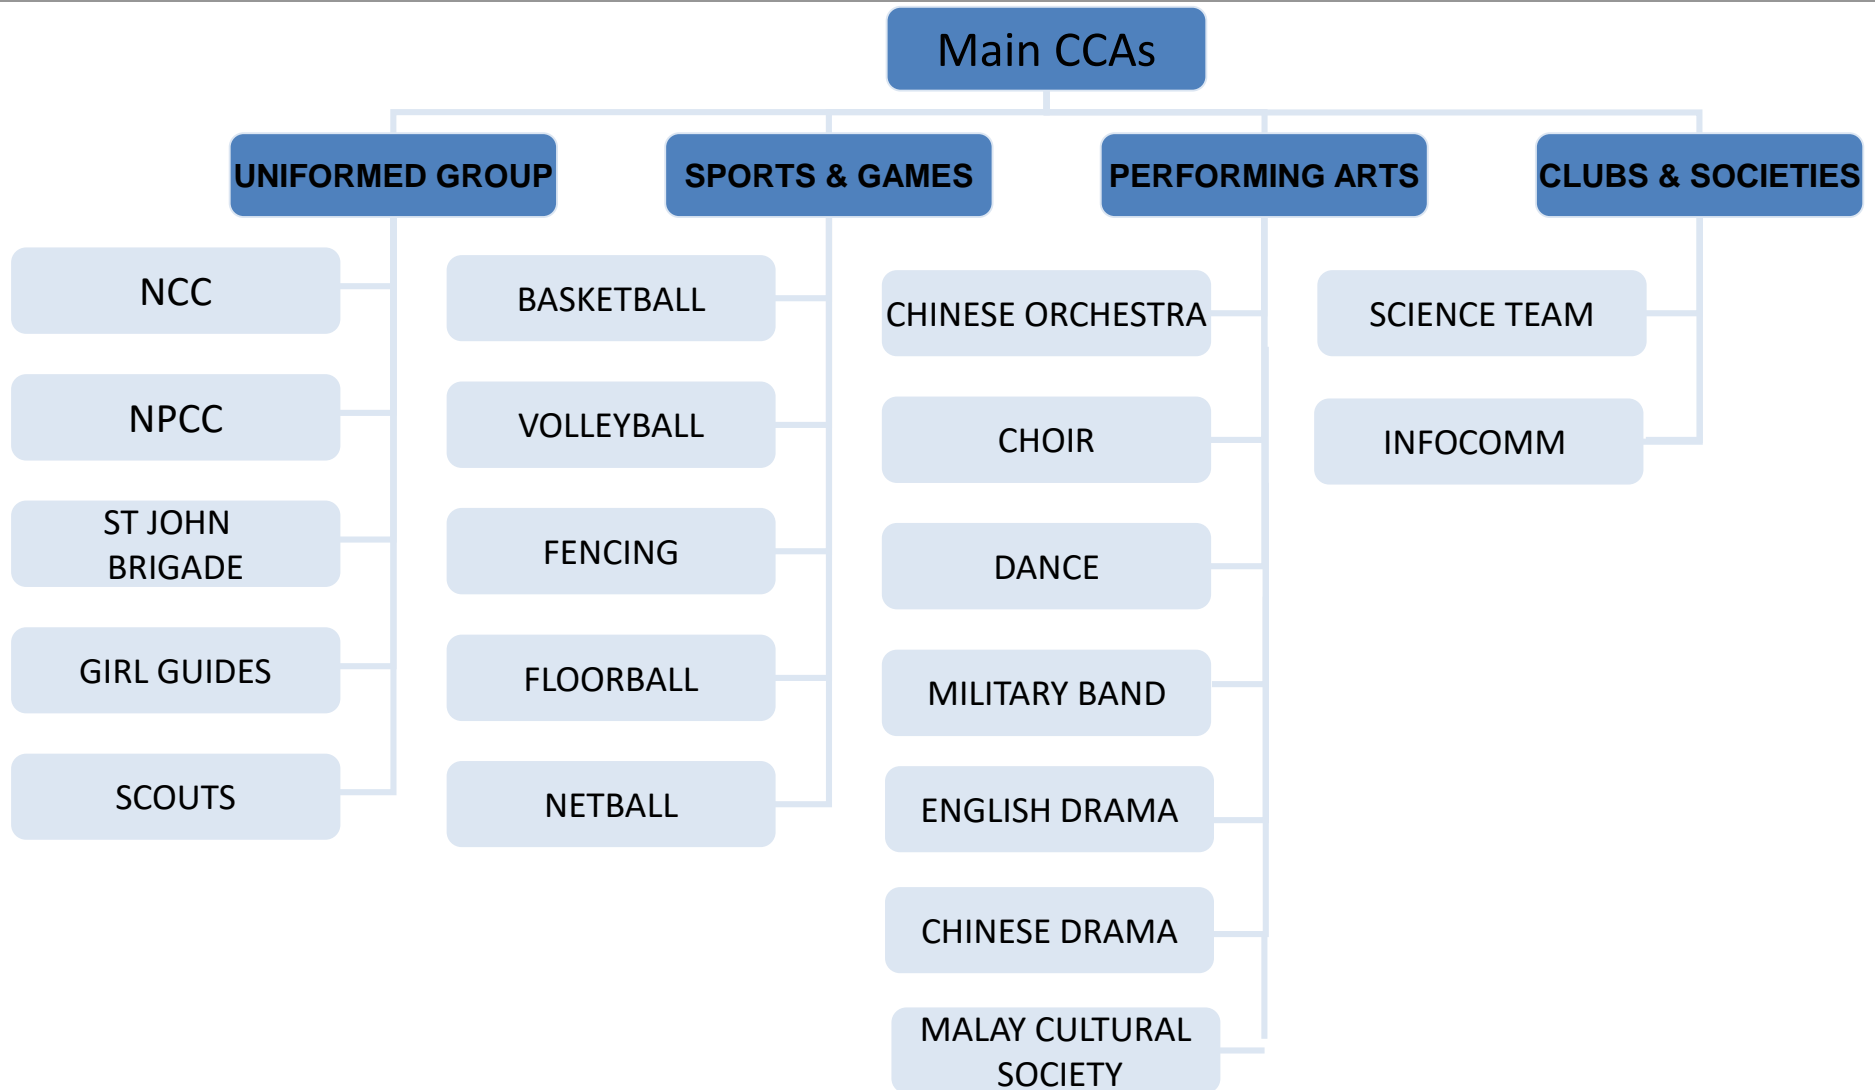 Main CCAs
UNIFORMED GROUP
NCC
NPCC
ST JOHN
BRIGADE
GIRL GUIDES
SCOUTS
SPORTS & GAMES
BASKETBALL
VOLLEYBALL
FENCING
FLOORBALL
NETBALL
PERFORMING ARTS
CHINESE ORCHESTRA
CHOIR
DANCE
MILITARY BAND
ENGLISH DRAMA
CHINESE DRAMA
MALAY CULTURAL
SOCIETY
CLUBS & SOCIETIES
SCIENCE TEAM
INFOCOMM